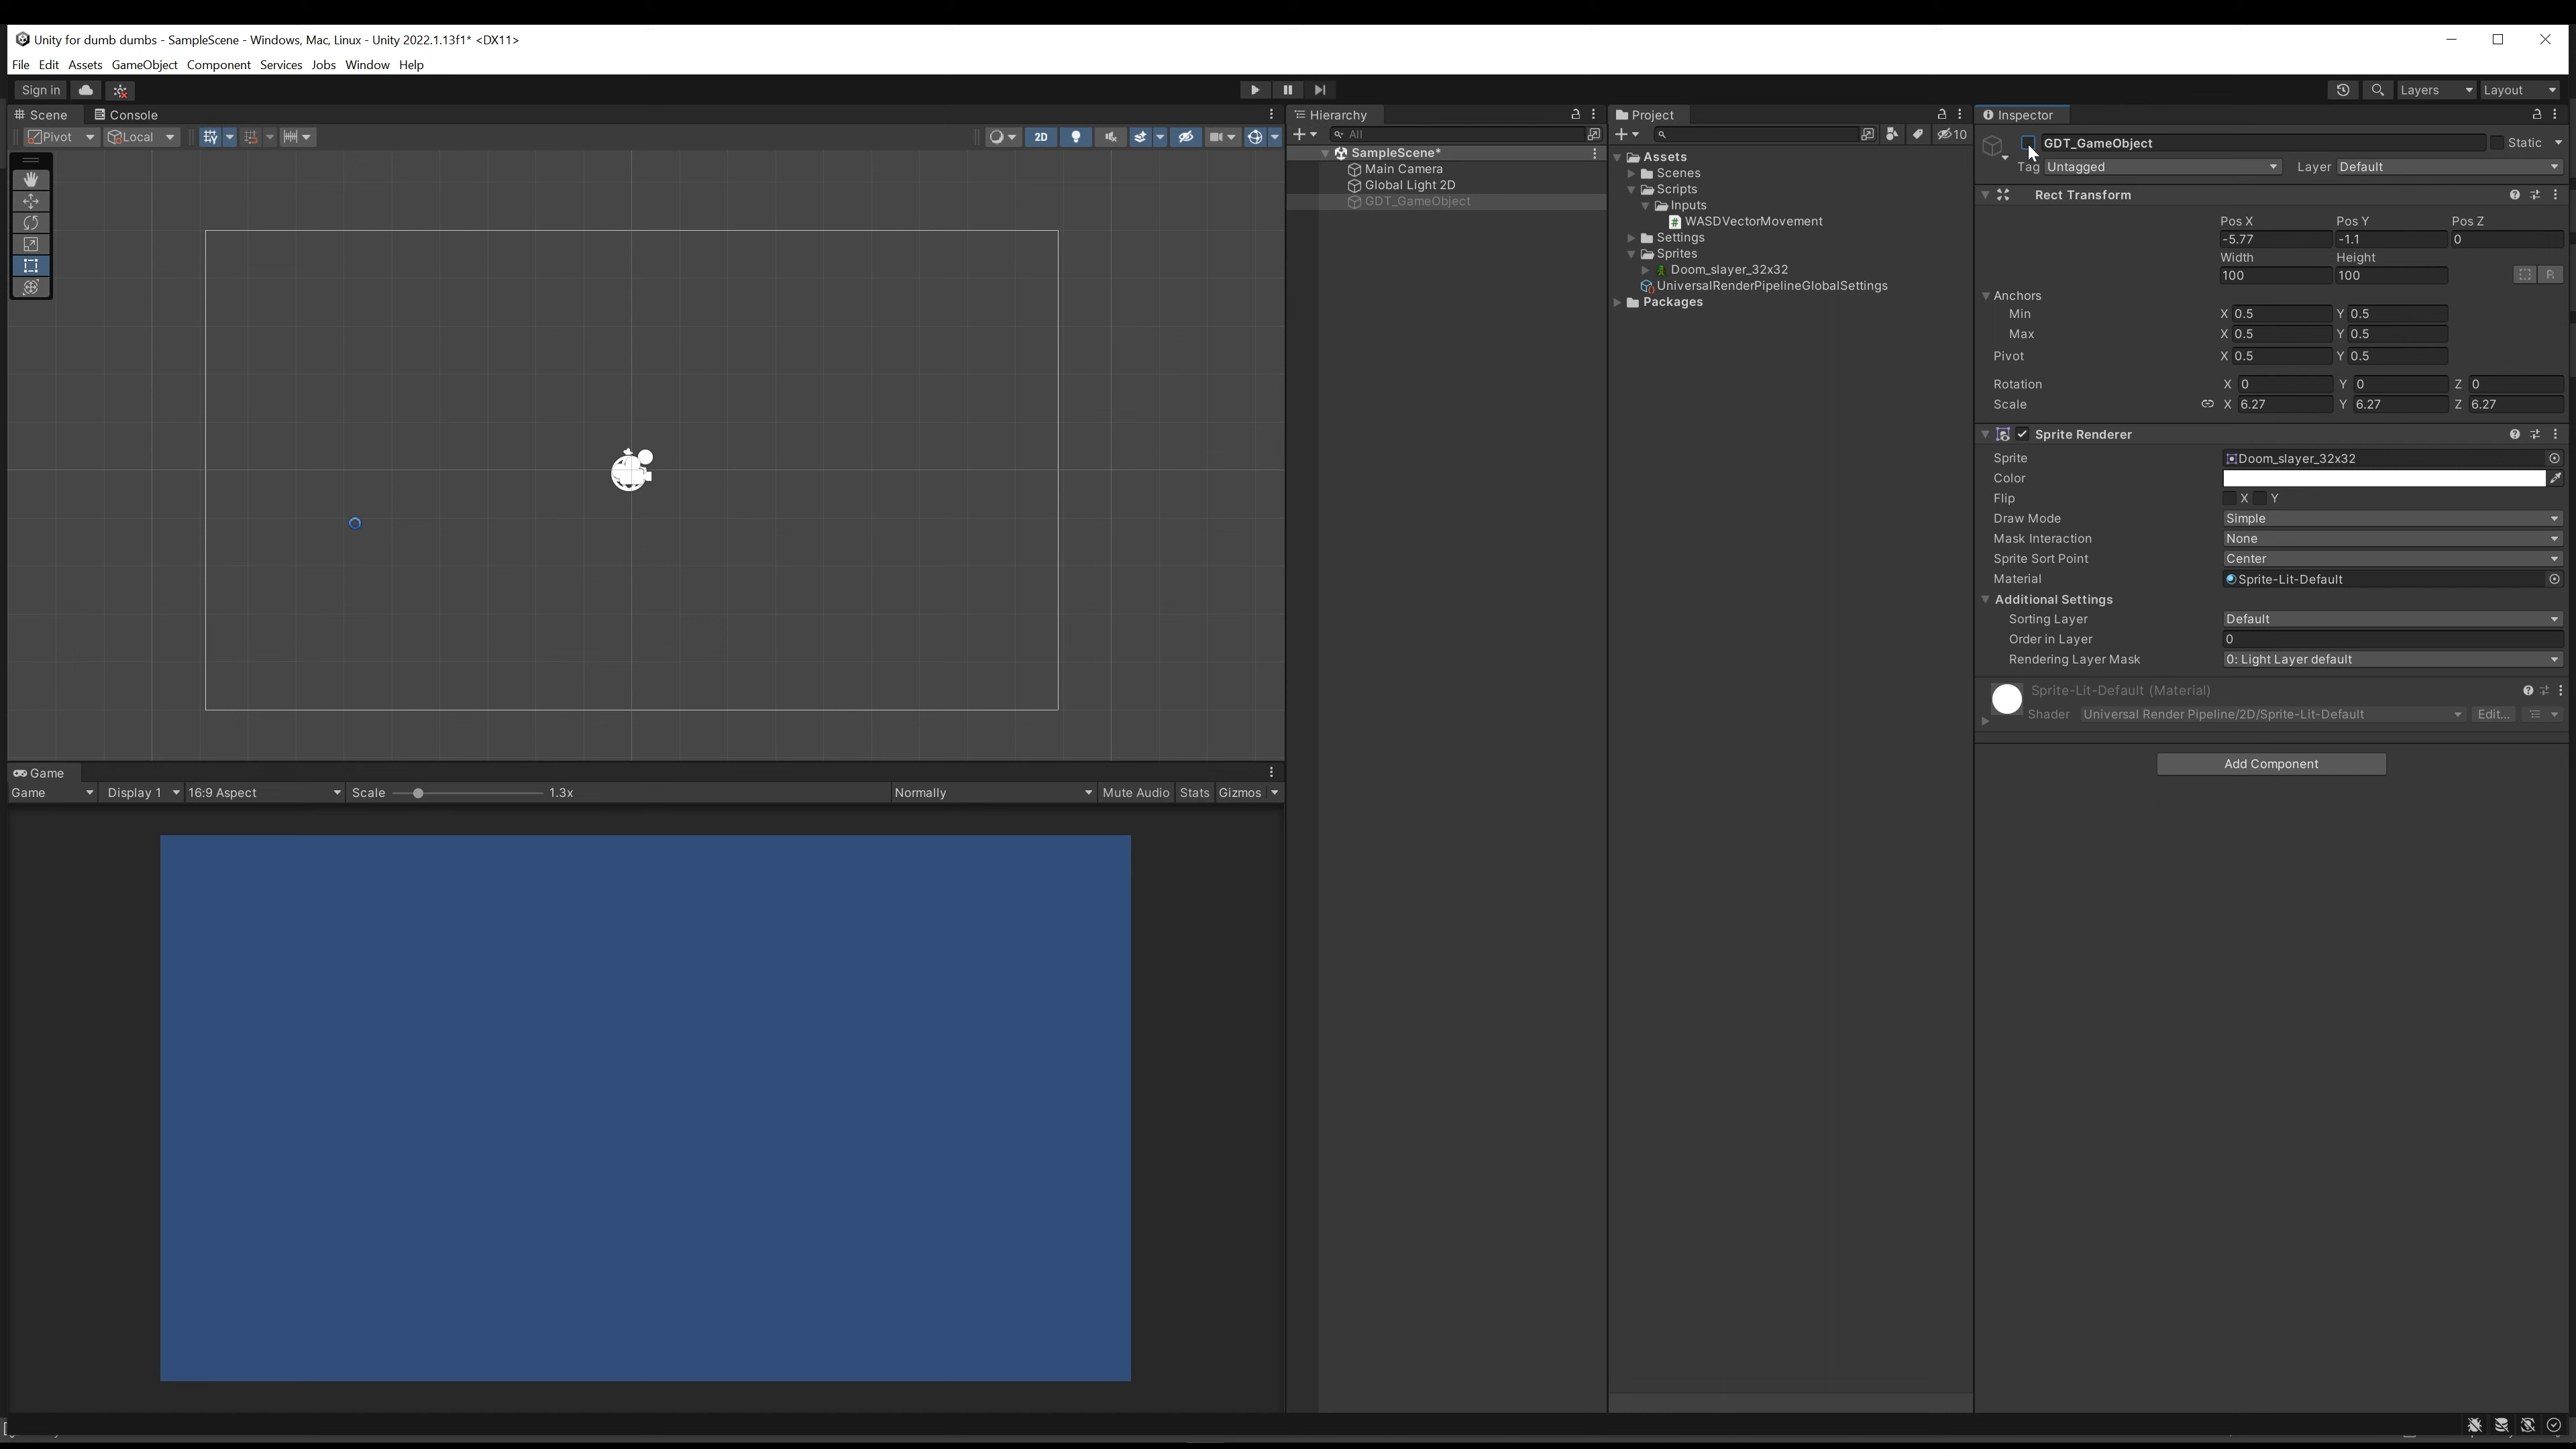 Unity for dumb dumbs - SampleScene - Windows, Mac, Linux - Unity 2022.1.13f1* <DX11>
File Edit Assets GameObject Component Services Jobs Window Help
Sign in
Layers Layout
Scene Console
Pivot Local
2D
Hierarchy
All
SampleScene*
Main Camera
Global Light 2D
GDT_GameObject
Project
10
Assets
Scenes
Scripts
Inputs
WASDVectorMovement
Settings
Sprites
Doom_slayer_32x32
UniversalRenderPipelineGlobalSettings
Packages
Inspector
GDT_GameObject Static
Tag Untagged Layer Default
Rect Transform
Pos X Pos Y Pos Z
-5.77 -1.1 0
Width Height
100 100
R
Anchors
Min X 0.5 Y 0.5
Max X 0.5 Y 0.5
Pivot X 0.5 Y 0.5
Rotation X 0 Y 0 Z 0
Scale X 6.27 Y 6.27 Z 6.27
Sprite Renderer
Sprite Doom_slayer_32x32
Color
Flip X Y
Draw Mode Simple
Mask Interaction None
Sprite Sort Point Center
Material Sprite-Lit-Default
Additional Settings
Sorting Layer Default
Order in Layer 0
Rendering Layer Mask 0: Light Layer default
Sprite-Lit-Default (Material)
Shader Universal Render Pipeline/2D/Sprite-Lit-Default Edit...
Add Component
Game
Game Display 1 16:9 Aspect Scale 1.3x Normally Mute Audio Stats Gizmos